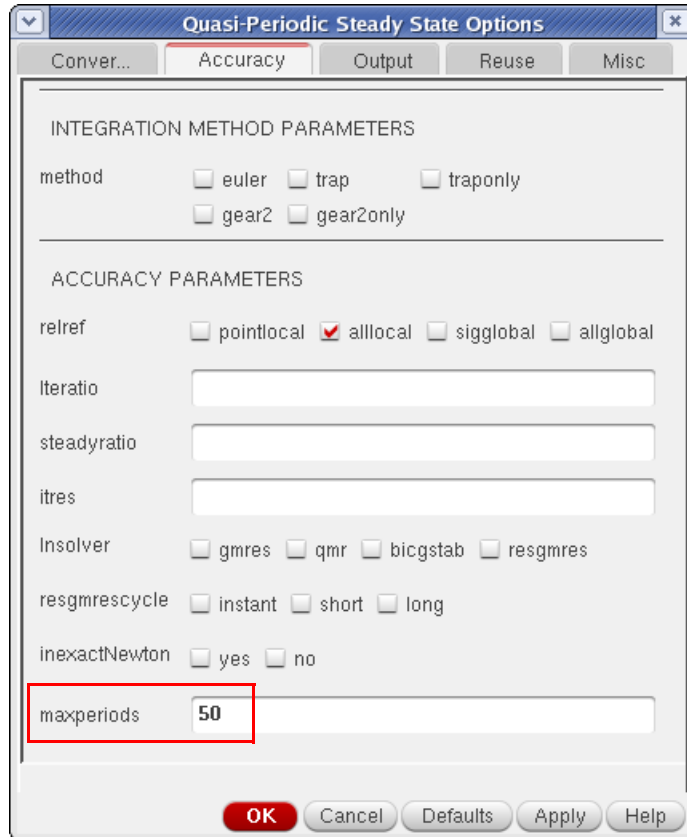 Quasi-Periodic Steady State Options
Conver... Accuracy Output Reuse Misc
INTEGRATION METHOD PARAMETERS
method euler trap traponly
gear2 gear2only
ACCURACY PARAMETERS
relref pointlocal alllocal sigglobal allglobal
lteratio
steadyratio
itres
lnsolver gmres qmr bicgstab resgmres
resgmrescycle instant short long
inexactNewton yes no
maxperiods 50
OK Cancel Defaults Apply Help